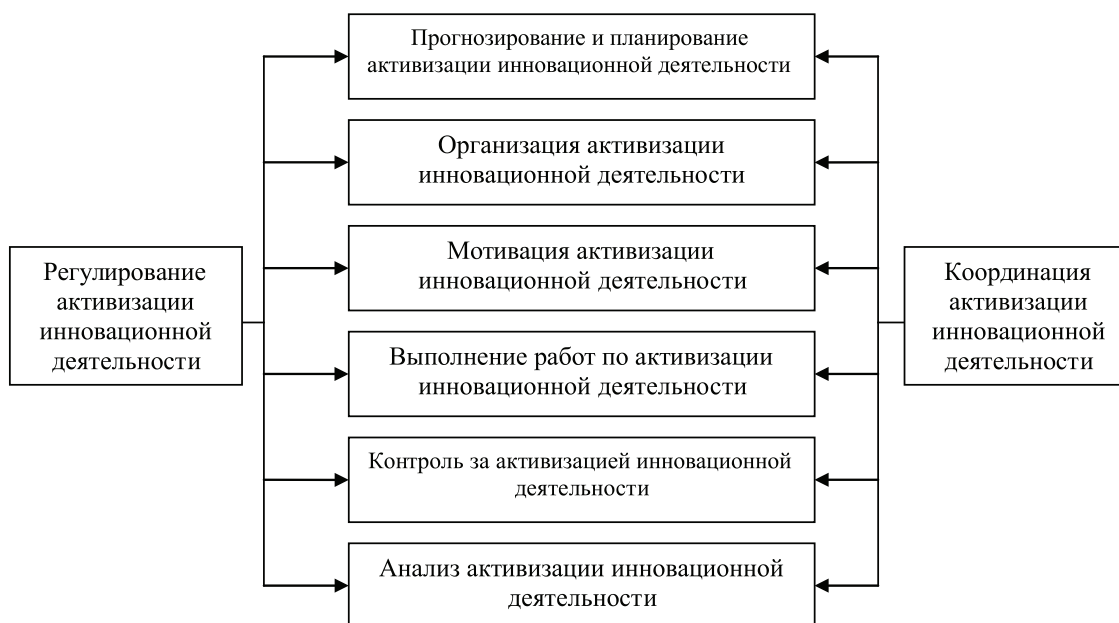 Прогнозирование и планирование
активизации инновационной деятельности
Организация активизации
инновационной деятельности
Мотивация активизации
инновационной деятельности
Регулирование
активизации
инновационной
деятельности
Координация
активизации
инновационной
деятельности
Выполнение работ по активизации
инновационной деятельности
Контроль за активизацией инновационной
деятельности
Анализ активизации инновационной
деятельности